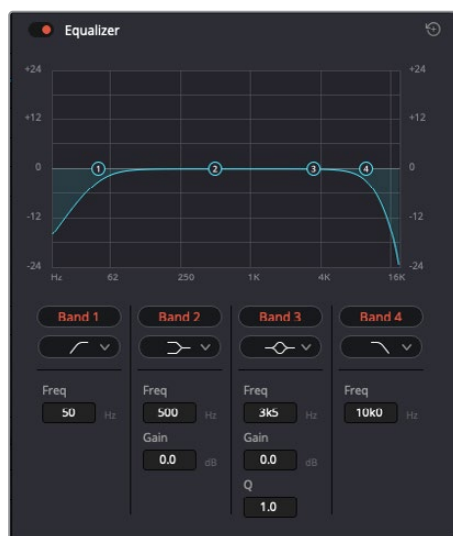 Equalizer
+24 +24
+12 +12
0 1 2 3 4 0
-12 -12
-24 -24
Hz 62 250 1K 4K 16K
Band 1 Band 2 Band 3 Band 4
Freq Freq Freq Freq
50 Hz 500 Hz 3k5 Hz 10k0 Hz
Gain Gain
0.0 dB 0.0 dB
Q
1.0